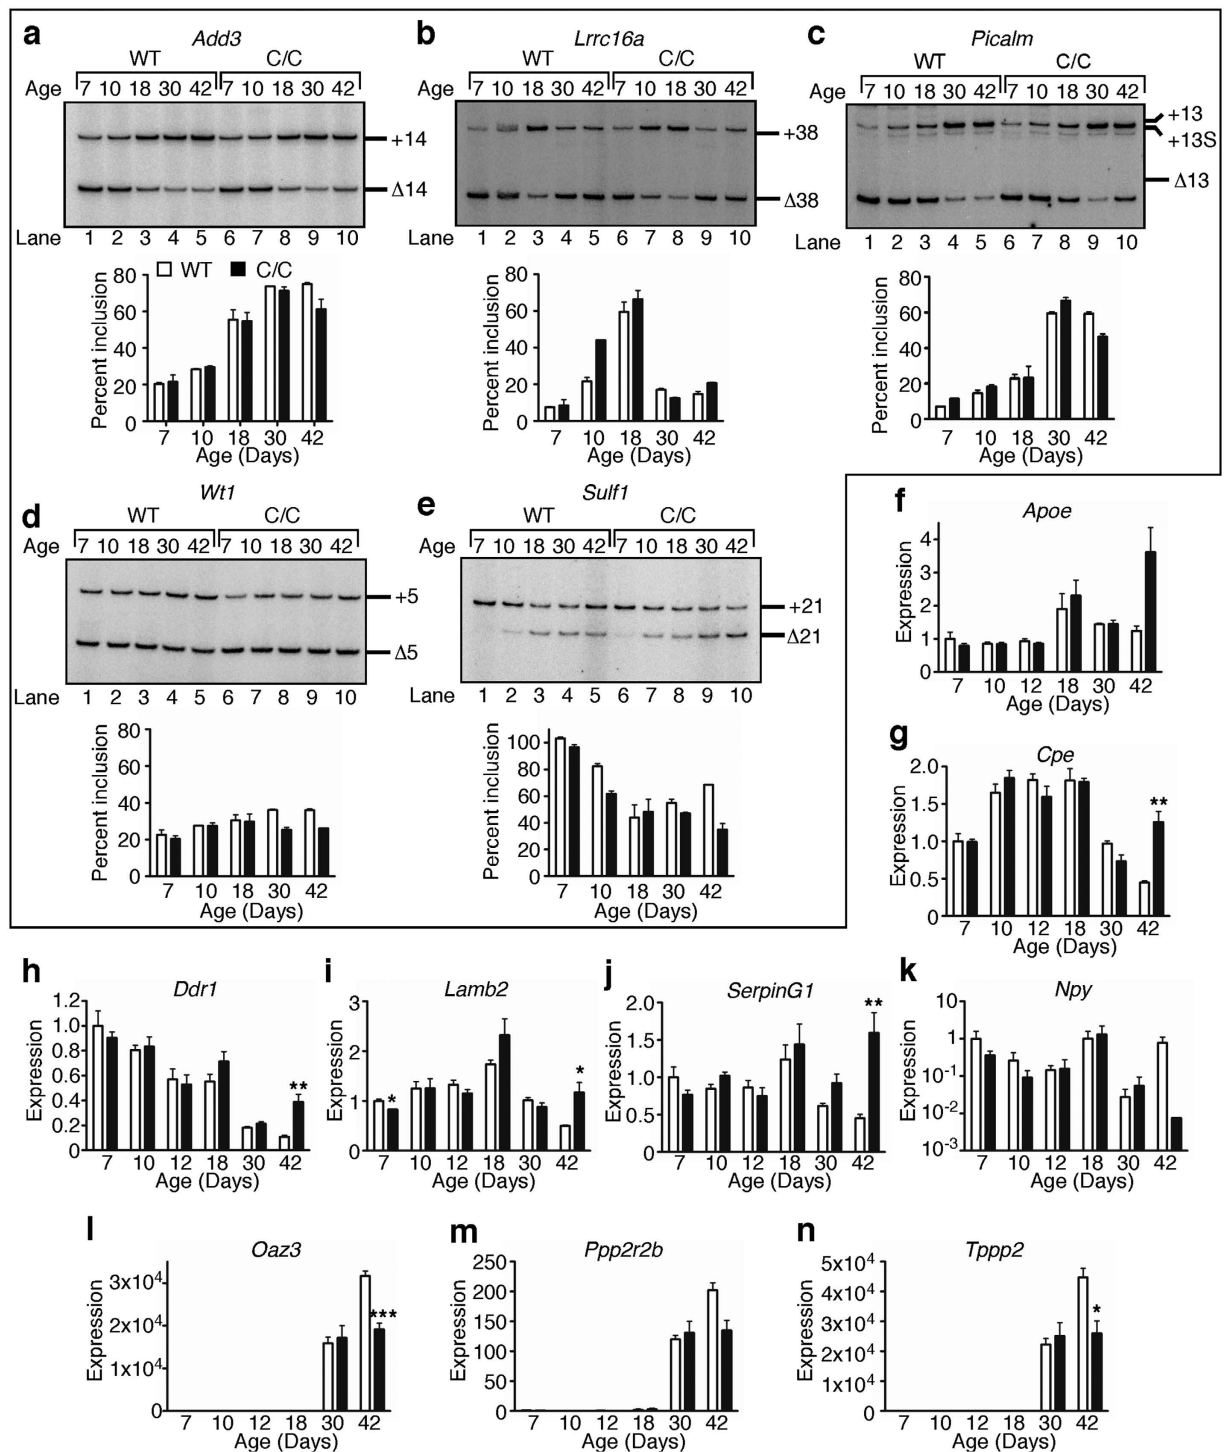 a
Add3
WT C/C
Age 7 10 18 30 42 7 10 18 30 42
+14
Δ14
Lane 1 2 3 4 5 6 7 8 9 10
WT C/C
Percent inclusion
80
60
40
20
0
7 10 18 30 42
Age (Days)
b
Lrrc16a
WT C/C
Age 7 10 18 30 42 7 10 18 30 42
+38
Δ38
Lane 1 2 3 4 5 6 7 8 9 10
Percent inclusion
80
60
40
20
0
7 10 18 30 42
Age (Days)
c
Picalm
WT C/C
Age 7 10 18 30 42 7 10 18 30 42
+13
+13S
Δ13
Lane 1 2 3 4 5 6 7 8 9 10
Percent inclusion
80
60
40
20
0
7 10 18 30 42
Age (Days)
d
Wt1
WT C/C
Age 7 10 18 30 42 7 10 18 30 42
+5
Δ5
Lane 1 2 3 4 5 6 7 8 9 10
Percent inclusion
80
60
40
20
0
7 10 18 30 42
Age (Days)
e
Sulf1
WT C/C
Age 7 10 18 30 42 7 10 18 30 42
+21
Δ21
Lane 1 2 3 4 5 6 7 8 9 10
Percent inclusion
100
80
60
40
20
0
7 10 18 30 42
Age (Days)
f
Apoe
Expression
4
3
2
1
0
7 10 12 18 30 42
Age (Days)
g
Cpe
Expression
2.0
1.5
1.0
0.5
0
**
7 10 12 18 30 42
Age (Days)
h
Ddr1
Expression
1.2
1.0
0.8
0.6
0.4
0.2
0
**
7 10 12 18 30 42
Age (Days)
i
Lamb2
Expression
3
2
1
0
* *
7 10 12 18 30 42
Age (Days)
j
SerpinG1
Expression
2.0
1.5
1.0
0.5
0
**
7 10 12 18 30 42
Age (Days)
k
Npy
Expression
10
1
10⁻¹
10⁻²
10⁻³
7 10 12 18 30 42
Age (Days)
l
Oaz3
Expression
3x10⁴
2x10⁴
1x10⁴
0
***
7 10 12 18 30 42
Age (Days)
m
Ppp2r2b
Expression
250
200
150
100
50
0
7 10 12 18 30 42
Age (Days)
n
Tppp2
Expression
5x10⁴
4x10⁴
3x10⁴
2x10⁴
1x10⁴
0
*
7 10 12 18 30 42
Age (Days)